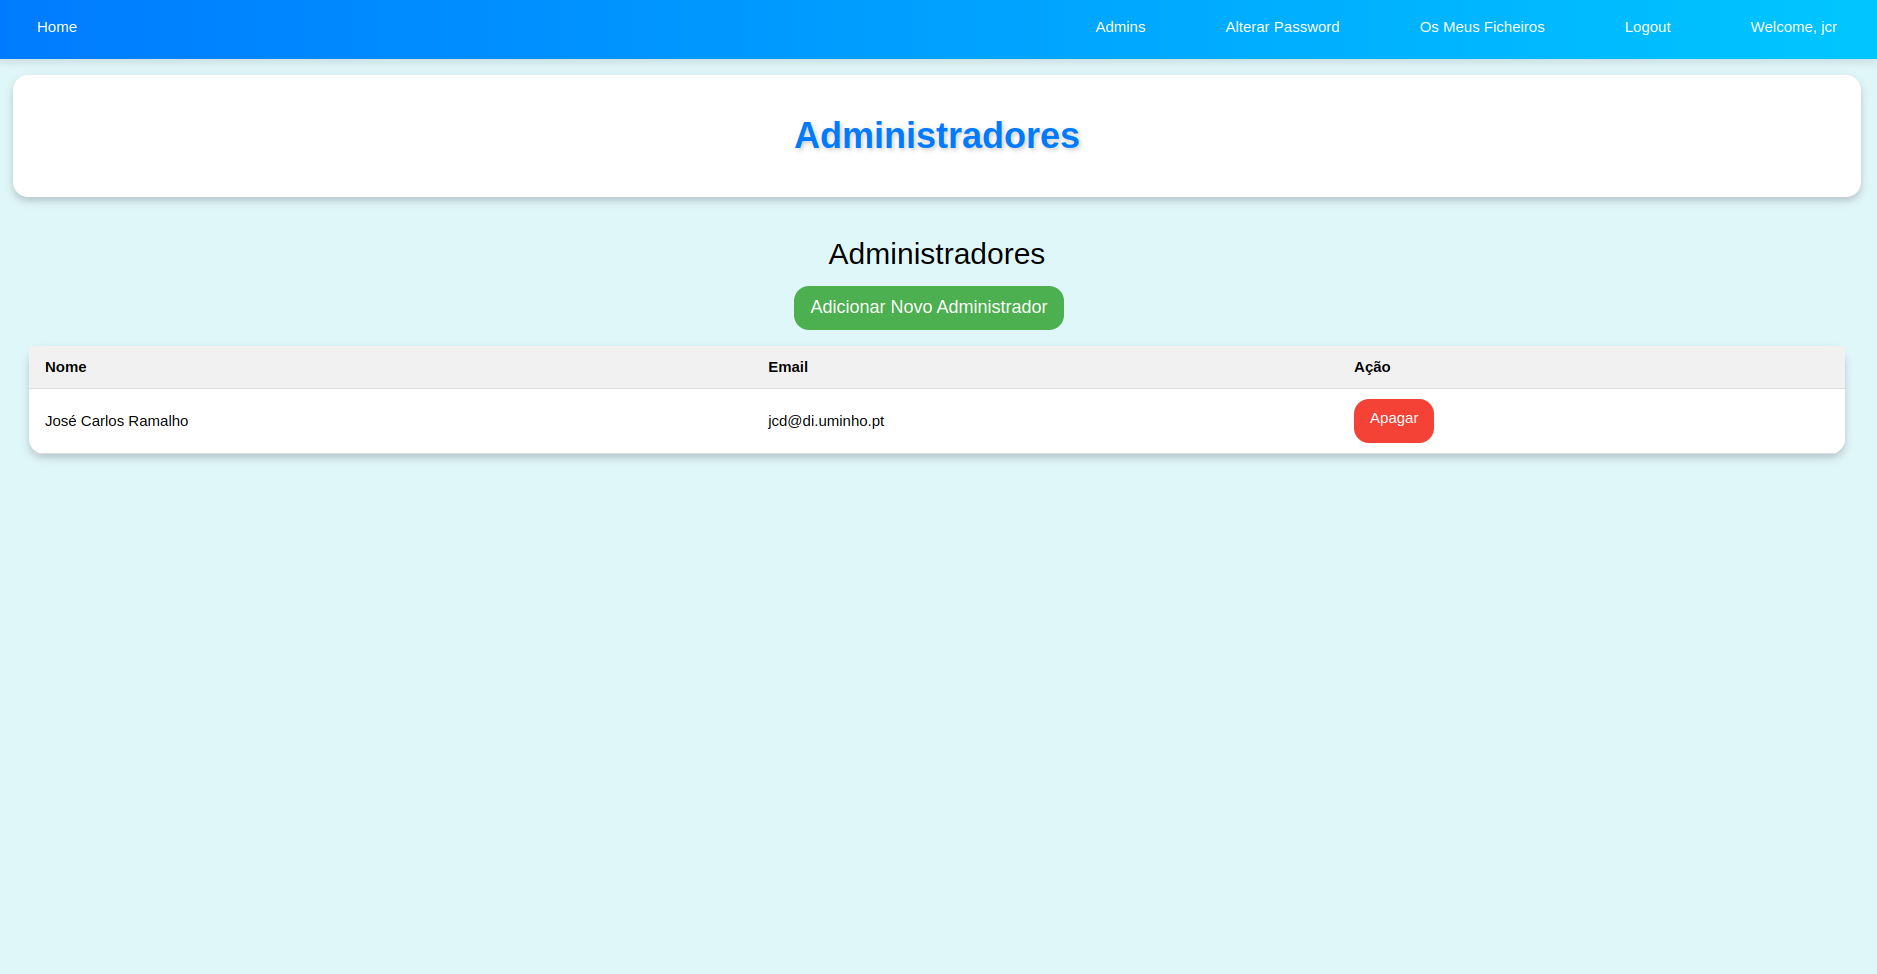 Home Admins Alterar Password Os Meus Ficheiros Logout Welcome, jcr
Administradores
Administradores
Adicionar Novo Administrador
Nome Email Ação
José Carlos Ramalho jcd@di.uminho.pt Apagar